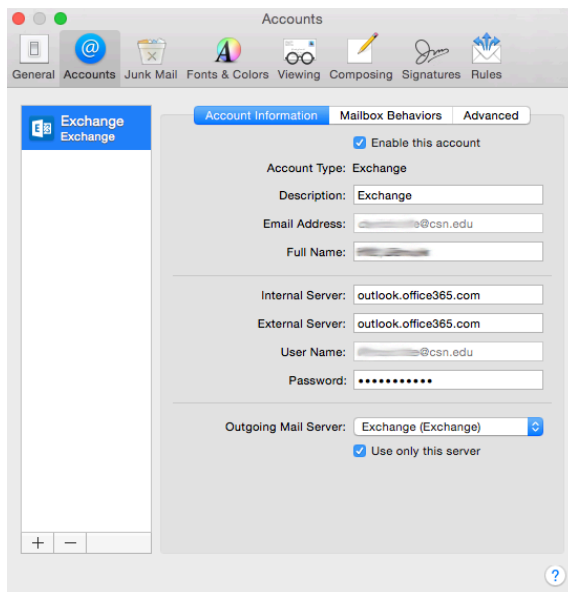 Accounts
General Accounts Junk Mail Fonts & Colors Viewing Composing Signatures Rules
Exchange
Exchange
Account Information Mailbox Behaviors Advanced
Enable this account
Account Type: Exchange
Description: Exchange
Email Address: @csn.edu
Full Name:
Internal Server: outlook.office365.com
External Server: outlook.office365.com
User Name: @csn.edu
Password: •••••••••••
Outgoing Mail Server: Exchange (Exchange)
Use only this server
+ −
?